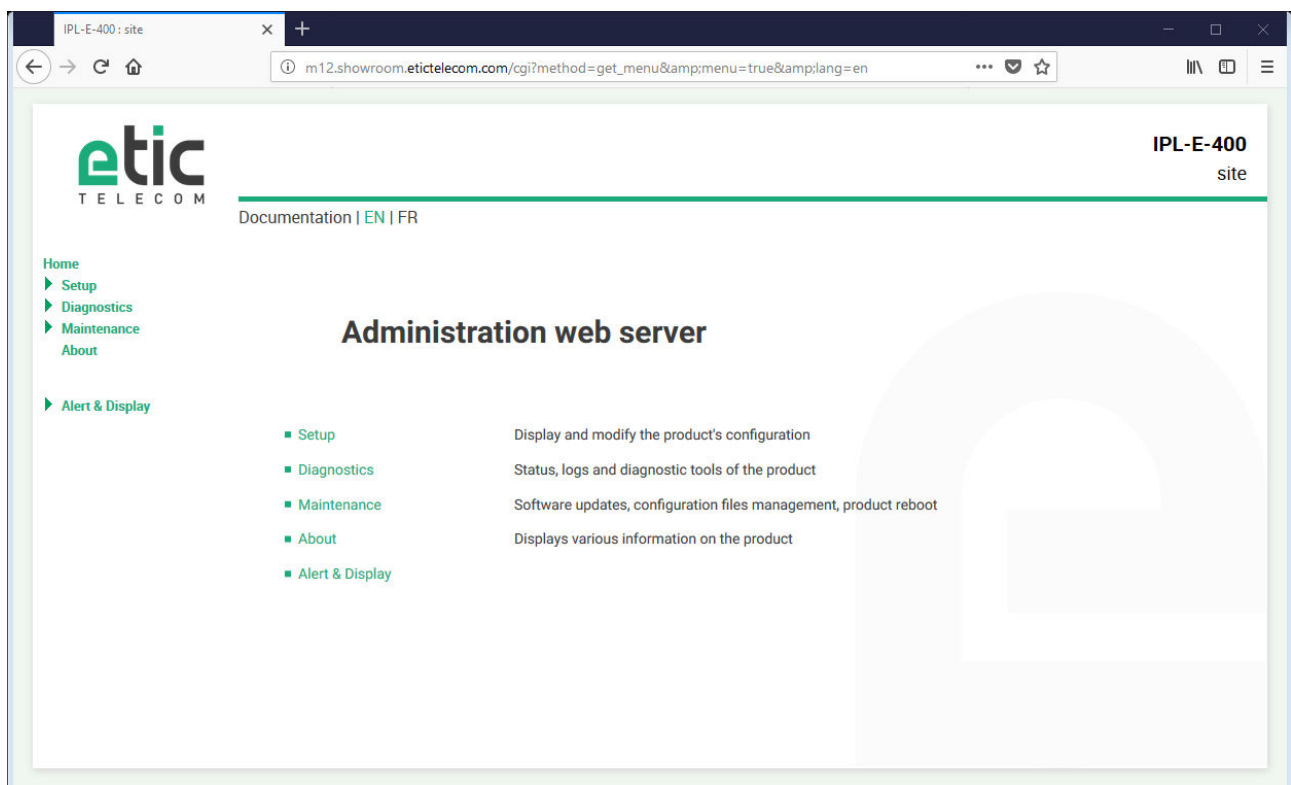 IPL-E-400 : site
m12.showroom.etictelecom.com/cgi?method=get_menu&amp;menu=true&amp;lang=en
etic
TELECOM
IPL-E-400
site
Documentation | EN | FR
Home
Setup
Diagnostics
Maintenance
About
Alert & Display
Administration web server
Setup Display and modify the product's configuration
Diagnostics Status, logs and diagnostic tools of the product
Maintenance Software updates, configuration files management, product reboot
About Displays various information on the product
Alert & Display